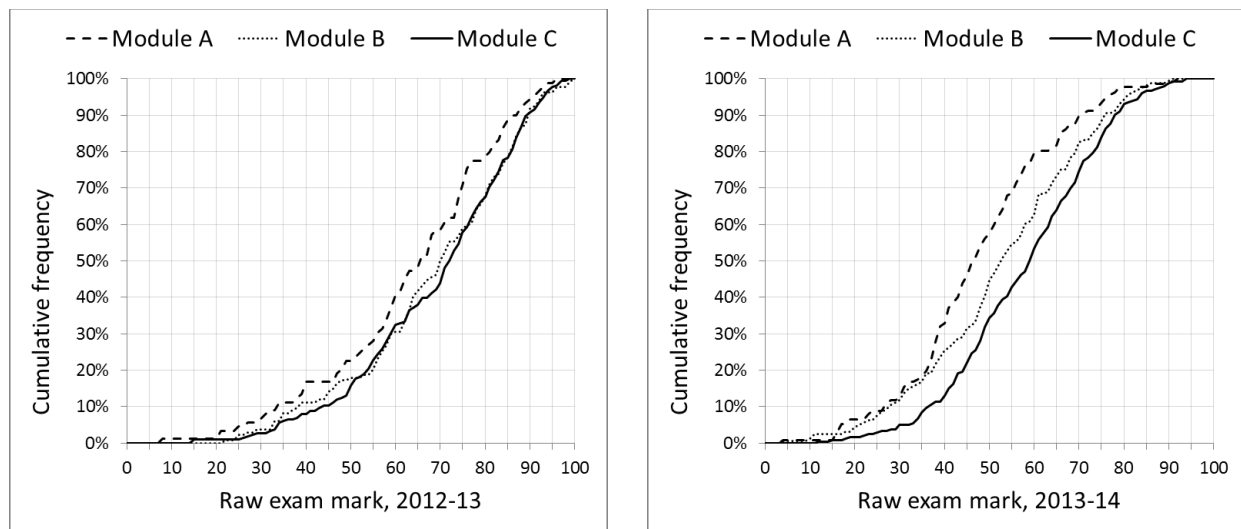 Module A Module B Module C
Cumulative frequency
100%
90%
80%
70%
60%
50%
40%
30%
20%
10%
0%
0 10 20 30 40 50 60 70 80 90 100
Raw exam mark, 2012-13
Module A Module B Module C
Cumulative frequency
100%
90%
80%
70%
60%
50%
40%
30%
20%
10%
0%
0 10 20 30 40 50 60 70 80 90 100
Raw exam mark, 2013-14